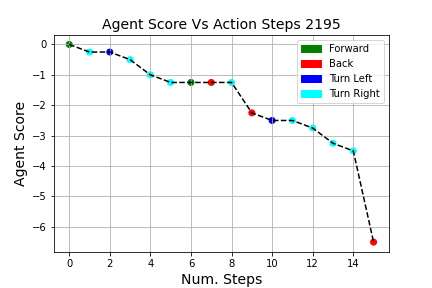 Agent Score Vs Action Steps 2195
Agent Score
0
−1
−2
−3
−4
−5
−6
Forward
Back
Turn Left
Turn Right
0 2 4 6 8 10 12 14
Num. Steps